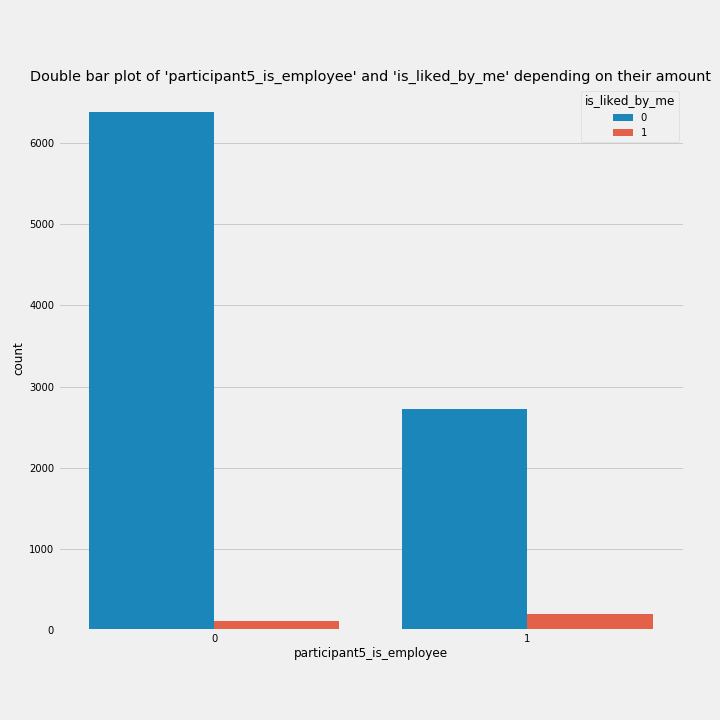 Double bar plot of 'participant5_is_employee' and 'is_liked_by_me' depending on their amount
is_liked_by_me
0
1
6000
5000
4000
3000
2000
1000
0
count
0 1
participant5_is_employee